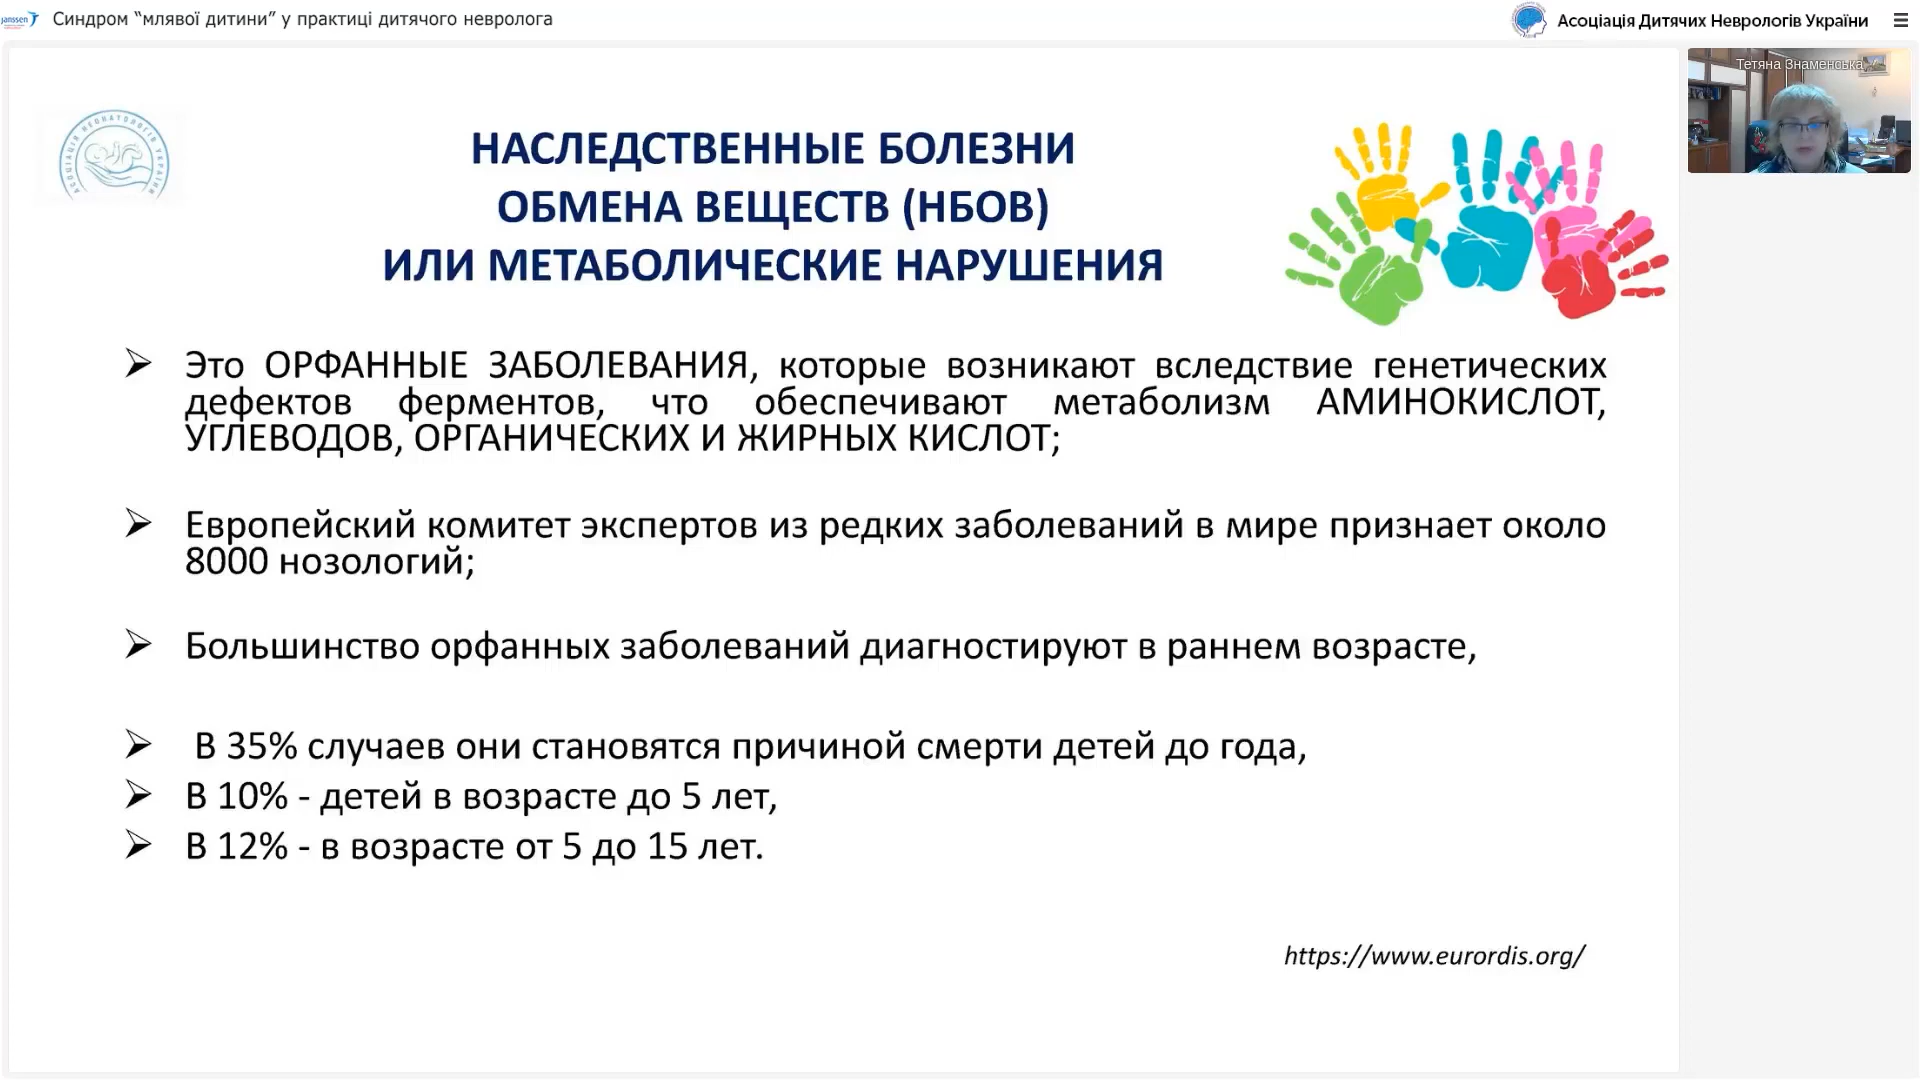 janssen
Синдром “млявої дитини” у практиці дитячого невролога
Асоціація Дитячих Неврологів України
Тетяна Знаменська
АСОЦІАЦІЯ НЕОНАТОЛОГІВ УКРАЇНИ
НАСЛЕДСТВЕННЫЕ БОЛЕЗНИ
ОБМЕНА ВЕЩЕСТВ (НБОВ)
ИЛИ МЕТАБОЛИЧЕСКИЕ НАРУШЕНИЯ
Это ОРФАННЫЕ ЗАБОЛЕВАНИЯ, которые возникают вследствие генетических
дефектов ферментов, что обеспечивают метаболизм АМИНОКИСЛОТ,
УГЛЕВОДОВ, ОРГАНИЧЕСКИХ И ЖИРНЫХ КИСЛОТ;
Европейский комитет экспертов из редких заболеваний в мире признает около
8000 нозологий;
Большинство орфанных заболеваний диагностируют в раннем возрасте,
В 35% случаев они становятся причиной смерти детей до года,
В 10% - детей в возрасте до 5 лет,
В 12% - в возрасте от 5 до 15 лет.
https://www.eurordis.org/